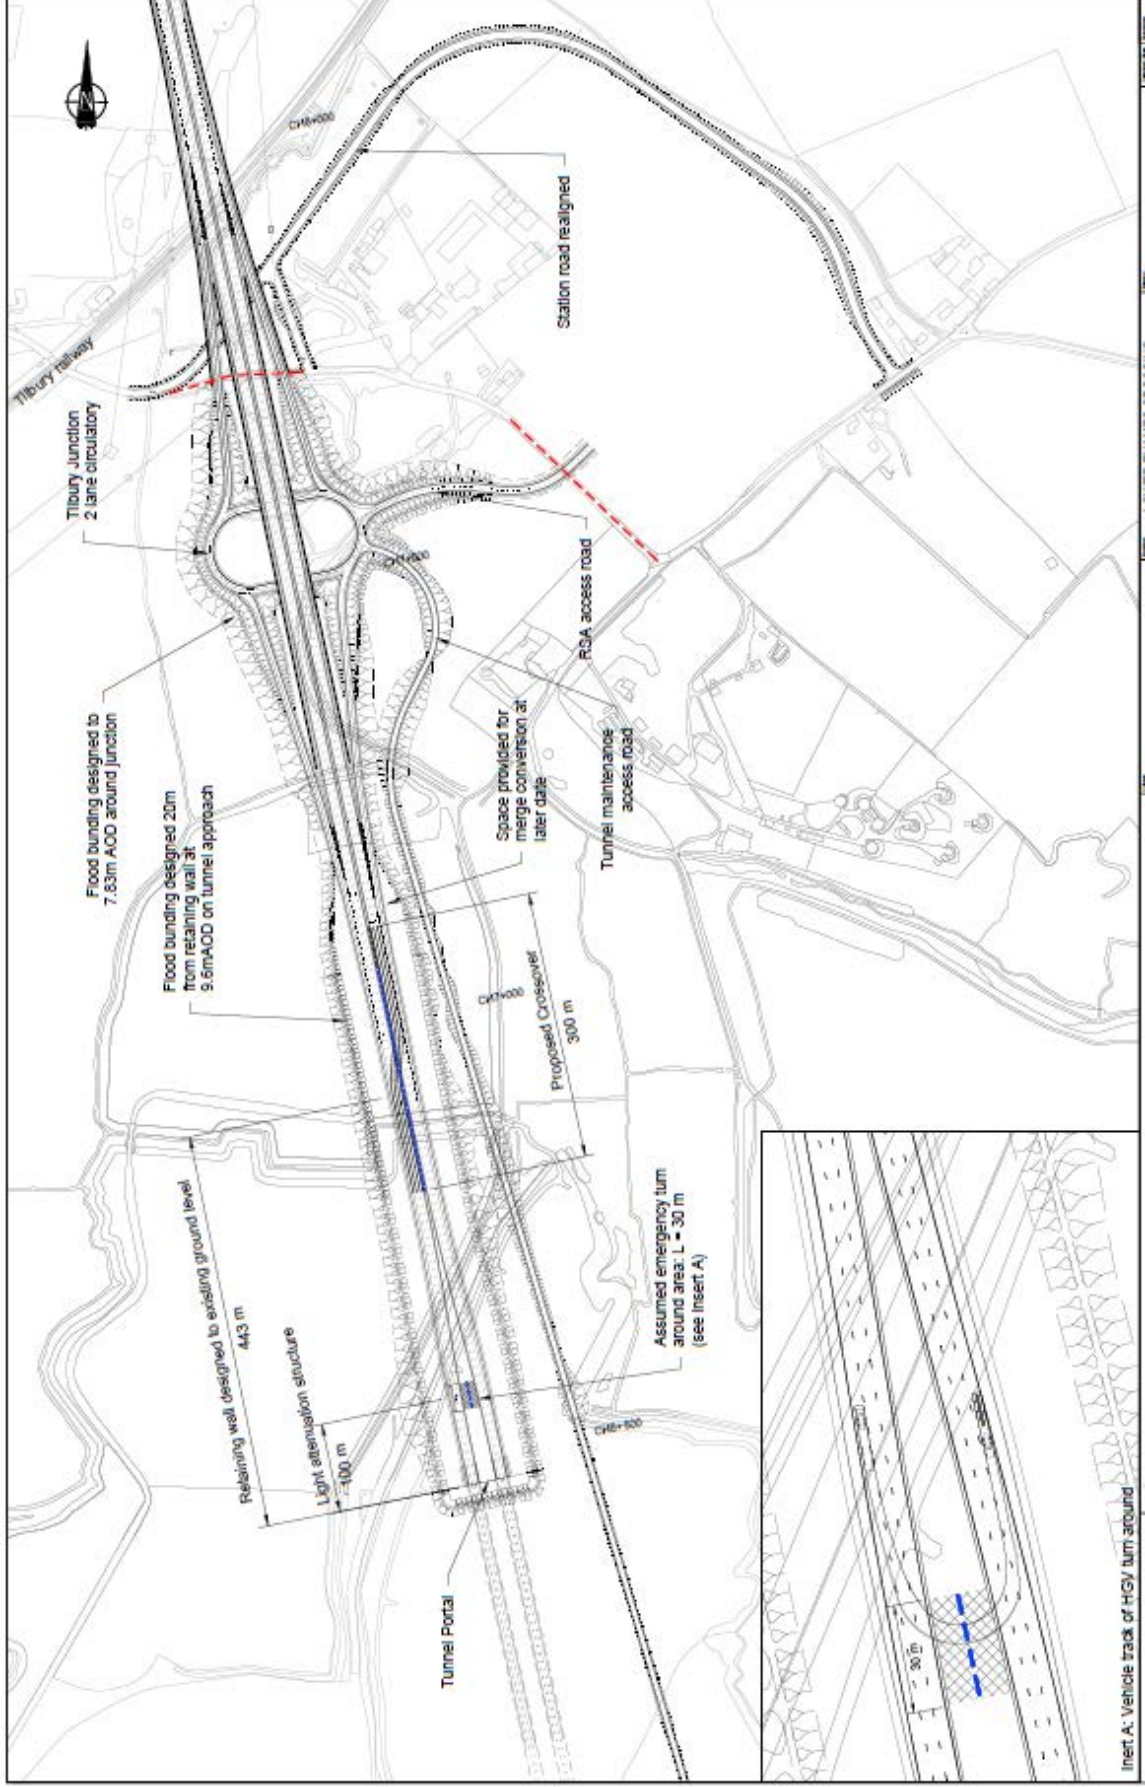 Tilbury railway
Tilbury Junction
2 lane circulatory
Flood bunding designed to
7.83m AOD around junction
Flood bunding designed 20m
from retaining wall at
9.6mAOD on tunnel approach
Retaining wall designed to existing ground level
443 m
Light attenuation structure
100 m
Tunnel Portal
Station road realigned
RSA access road
Space provided for
merge conversion at
later date
Tunnel maintenance
access road
Proposed Crossover
300 m
Assumed emergency turn
around area: L = 30 m
(see Insert A)
30 m
Inert A: Vehicle track of HGV turn around